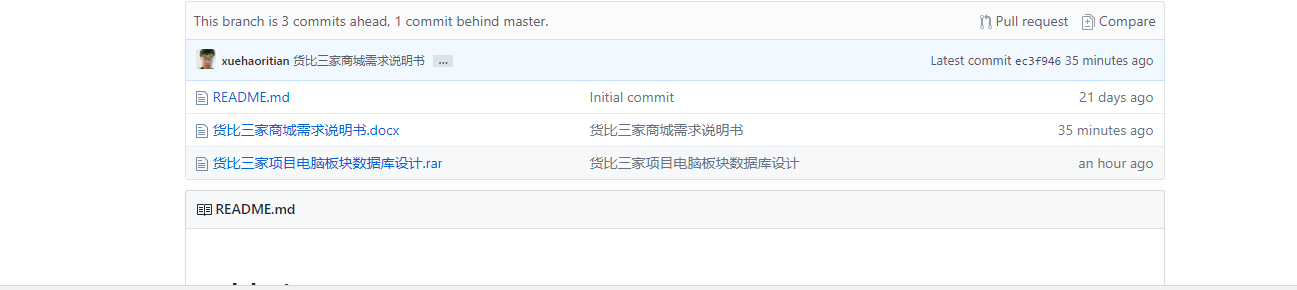 This branch is 3 commits ahead, 1 commit behind master. Pull request Compare
xuehaoritian 货比三家商城需求说明书 ... Latest commit ec3f946 35 minutes ago
README.md Initial commit 21 days ago
货比三家商城需求说明书.docx 货比三家商城需求说明书 35 minutes ago
货比三家项目电脑板块数据库设计.rar 货比三家项目电脑板块数据库设计 an hour ago
README.md